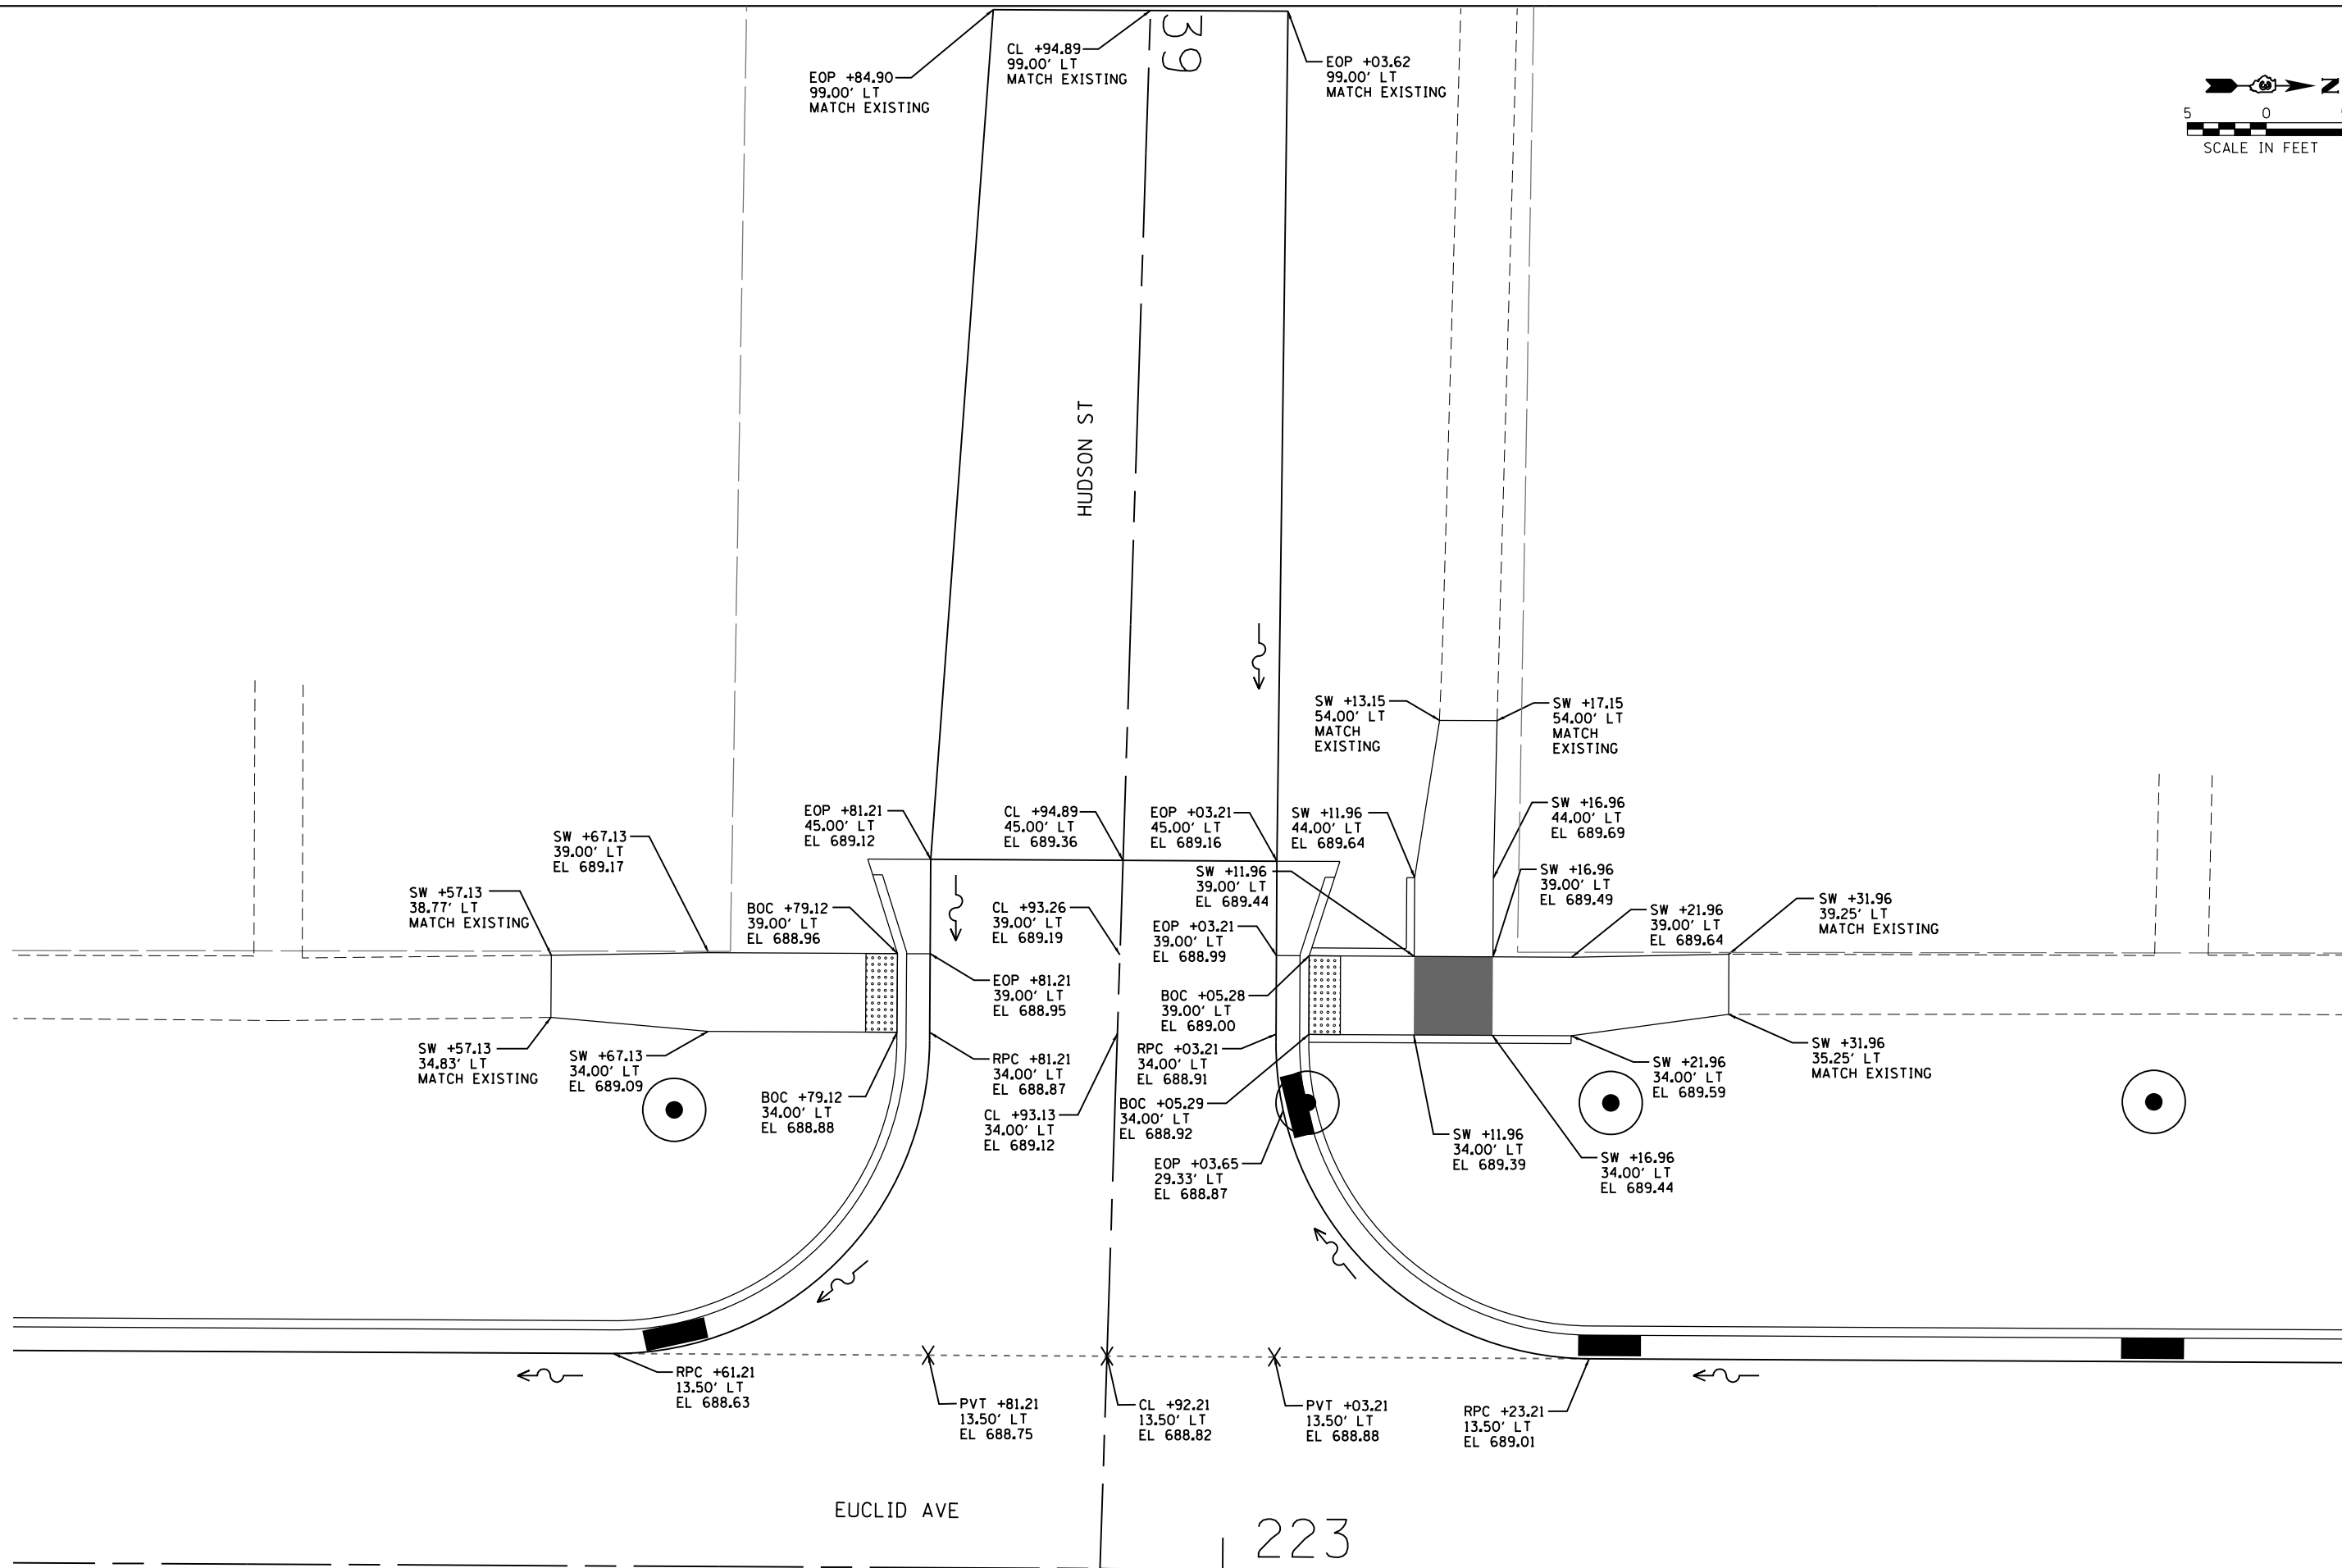 39
EOP +84.90
99.00' LT
MATCH EXISTING
CL +94.89
99.00' LT
MATCH EXISTING
EOP +03.62
99.00' LT
MATCH EXISTING
N
5 0
SCALE IN FEET
HUDSON ST
SW +13.15
54.00' LT
MATCH
EXISTING
SW +17.15
54.00' LT
MATCH
EXISTING
EOP +81.21
45.00' LT
EL 689.12
CL +94.89
45.00' LT
EL 689.36
EOP +03.21
45.00' LT
EL 689.16
SW +11.96
44.00' LT
EL 689.64
SW +16.96
44.00' LT
EL 689.69
SW +67.13
39.00' LT
EL 689.17
SW +11.96
39.00' LT
EL 689.44
SW +16.96
39.00' LT
EL 689.49
SW +57.13
38.77' LT
MATCH EXISTING
BOC +79.12
39.00' LT
EL 688.96
CL +93.26
39.00' LT
EL 689.19
EOP +03.21
39.00' LT
EL 688.99
SW +21.96
39.00' LT
EL 689.64
SW +31.96
39.25' LT
MATCH EXISTING
EOP +81.21
39.00' LT
EL 688.95
BOC +05.28
39.00' LT
EL 689.00
SW +57.13
34.83' LT
MATCH EXISTING
SW +67.13
34.00' LT
EL 689.09
RPC +81.21
34.00' LT
EL 688.87
RPC +03.21
34.00' LT
EL 688.91
SW +21.96
34.00' LT
EL 689.59
SW +31.96
35.25' LT
MATCH EXISTING
BOC +79.12
34.00' LT
EL 688.88
CL +93.13
34.00' LT
EL 689.12
BOC +05.29
34.00' LT
EL 688.92
SW +11.96
34.00' LT
EL 689.39
SW +16.96
34.00' LT
EL 689.44
EOP +03.65
29.33' LT
EL 688.87
RPC +61.21
13.50' LT
EL 688.63
PVT +81.21
13.50' LT
EL 688.75
CL +92.21
13.50' LT
EL 688.82
PVT +03.21
13.50' LT
EL 688.88
RPC +23.21
13.50' LT
EL 689.01
EUCLID AVE
223